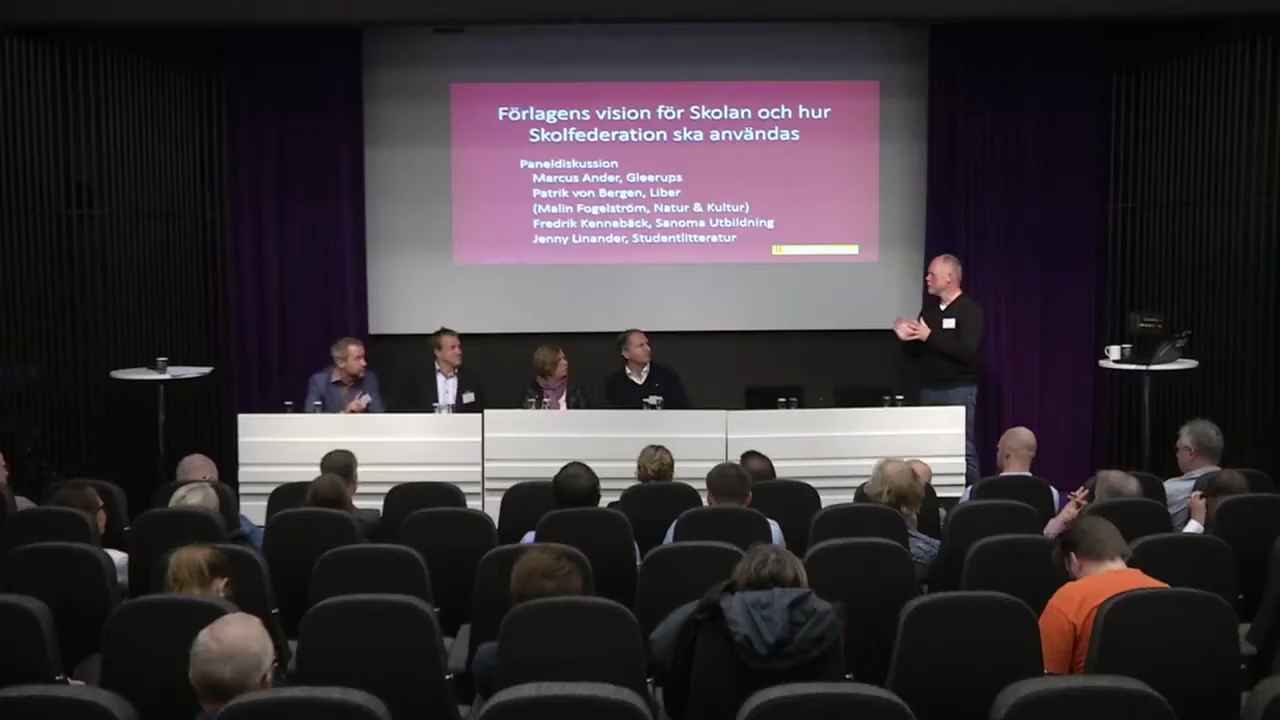 Förlagens vision för Skolan och hur
Skolfederation ska användas
Paneldiskussion
Marcus Ander, Gleerups
Patrik von Bergen, Liber
(Malin Fogelström, Natur & Kultur)
Fredrik Kennebäck, Sanoma Utbildning
Jenny Linander, Studentlitteratur